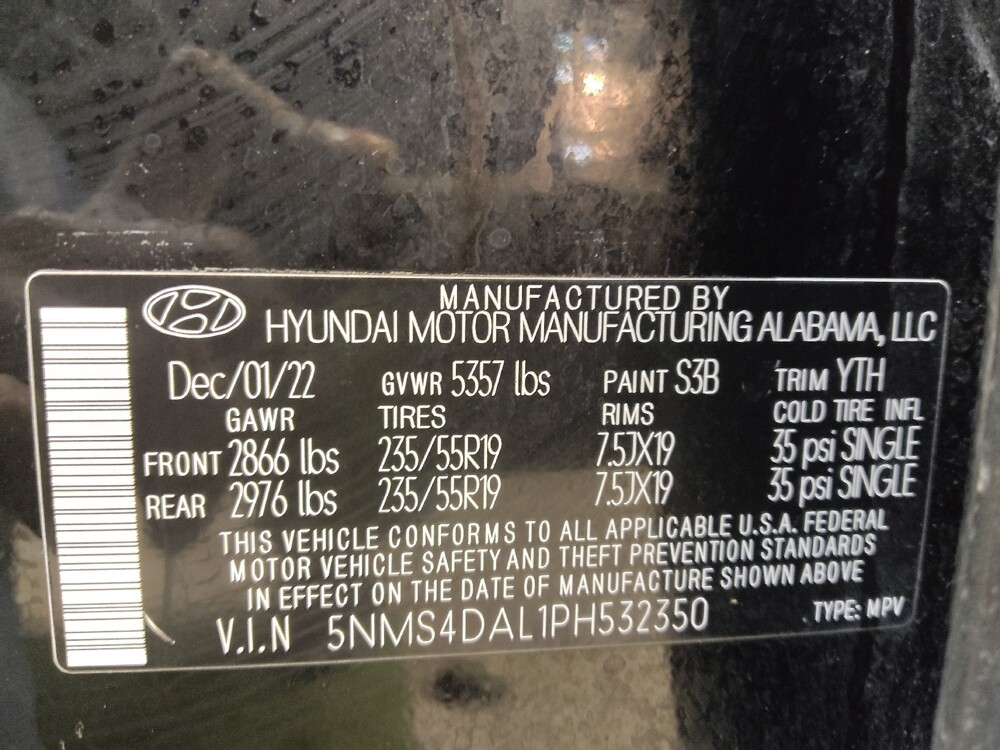 MANUFACTURED BY
HYUNDAI MOTOR MANUFACTURING ALABAMA, LLC
Dec/01/22 GVWR 5357 lbs PAINT S3B TRIM YTH
GAWR TIRES RIMS COLD TIRE INFL
FRONT 2866 lbs 235/55R19 7.5JX19 35 psi SINGLE
REAR 2976 lbs 235/55R19 7.5JX19 35 psi SINGLE
THIS VEHICLE CONFORMS TO ALL APPLICABLE U.S.A. FEDERAL
MOTOR VEHICLE SAFETY AND THEFT PREVENTION STANDARDS
IN EFFECT ON THE DATE OF MANUFACTURE SHOWN ABOVE
V.I.N 5NMS4DAL1PH532350 TYPE: MPV